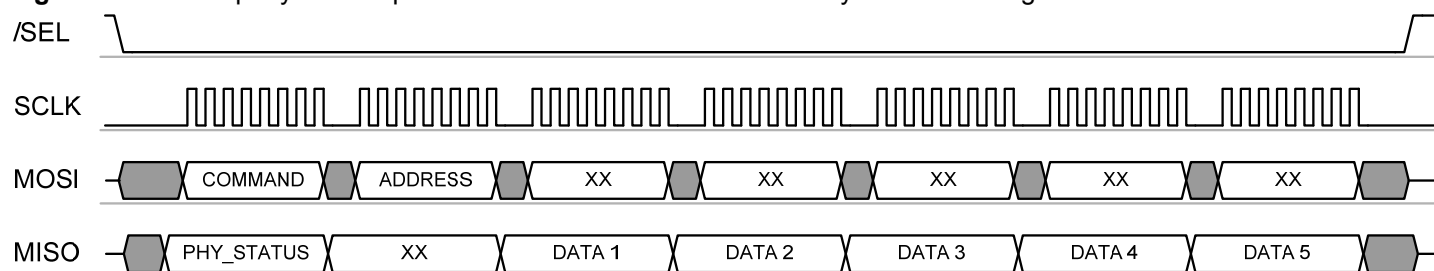 /SEL
SCLK
MOSI COMMAND ADDRESS XX XX XX XX XX
MISO PHY_STATUS XX DATA 1 DATA 2 DATA 3 DATA 4 DATA 5